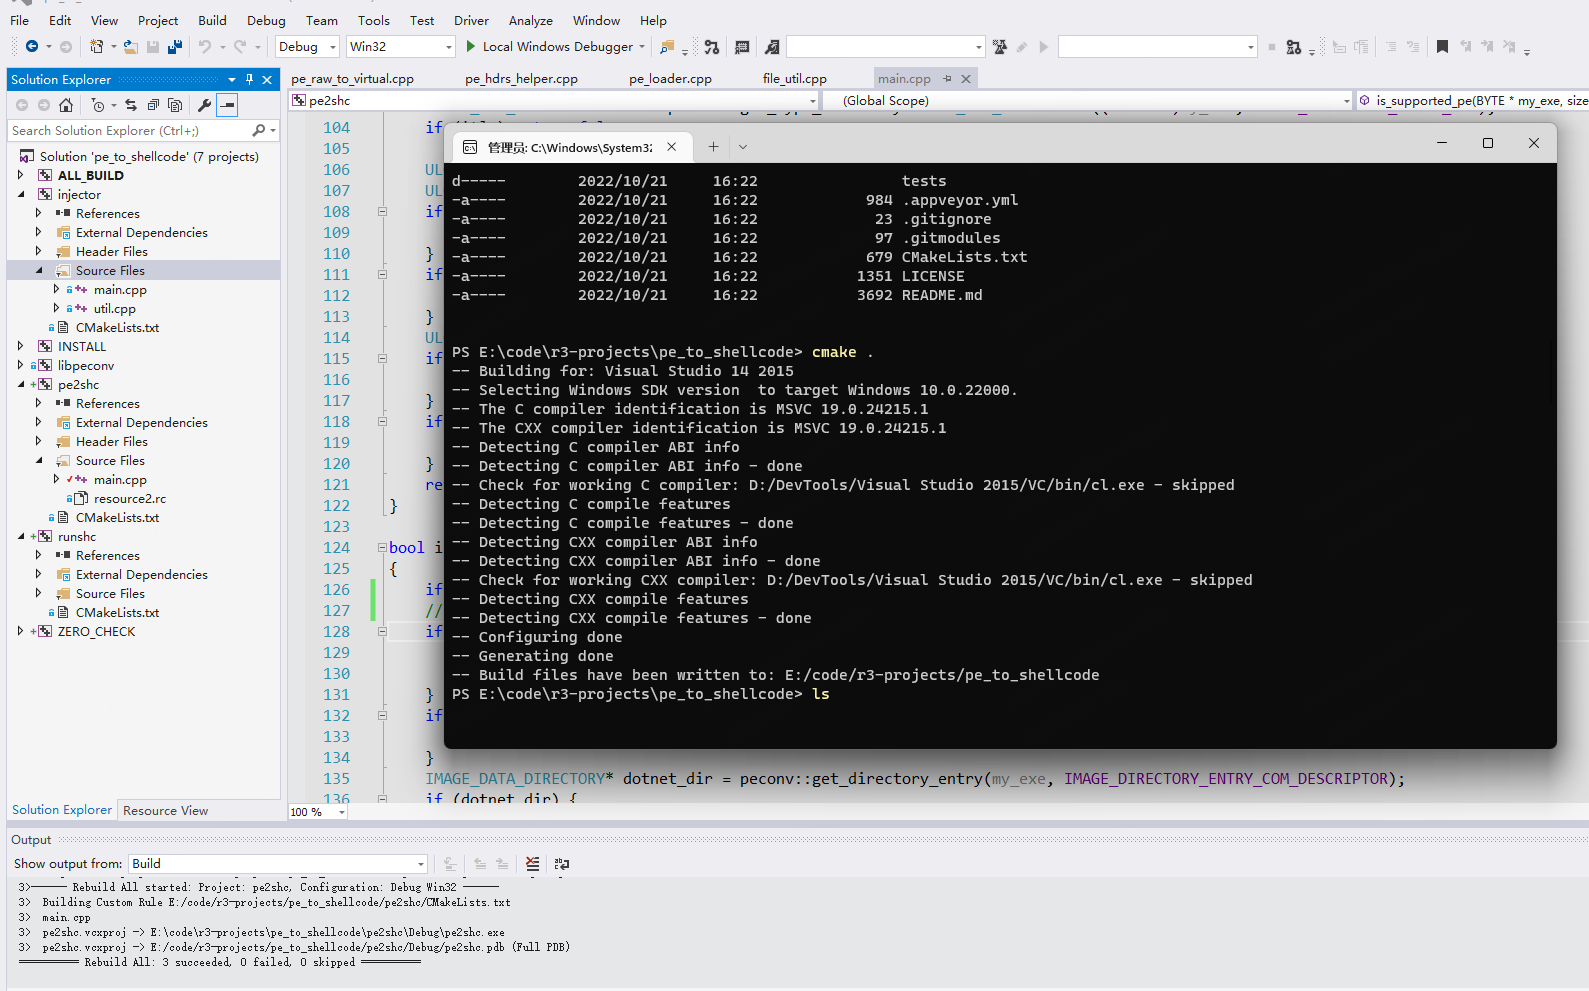 File Edit View Project Build Debug Team Tools Test Driver Analyze Window Help
Debug Win32 Local Windows Debugger
Solution Explorer
pe_raw_to_virtual.cpp pe_hdrs_helper.cpp pe_loader.cpp file_util.cpp main.cpp
pe2shc (Global Scope) is_supported_pe(BYTE * my_exe, size
Search Solution Explorer (Ctrl+;)
Solution 'pe_to_shellcode' (7 projects)
ALL_BUILD
injector
References
External Dependencies
Header Files
Source Files
main.cpp
util.cpp
CMakeLists.txt
INSTALL
libpeconv
pe2shc
References
External Dependencies
Header Files
Source Files
main.cpp
resource2.rc
CMakeLists.txt
runshc
References
External Dependencies
Source Files
CMakeLists.txt
ZERO_CHECK
Solution Explorer Resource View
104 if
105
106 UL
107 UL
108 if
109
110 }
111 if
112
113 }
114 UL
115 if
116
117 }
118 if
119
120 }
121 re
122 }
123
124 bool i
125 {
126 if
127 //
128 if
129
130
131 }
132 if
133
134 }
135 IMAGE_DATA_DIRECTORY* dotnet_dir = peconv::get_directory_entry(my_exe, IMAGE_DIRECTORY_ENTRY_COM_DESCRIPTOR);
136 if (dotnet_dir) {
100 %
管理员: C:\Windows\System32
d----- 2022/10/21 16:22 tests
-a---- 2022/10/21 16:22 984 .appveyor.yml
-a---- 2022/10/21 16:22 23 .gitignore
-a---- 2022/10/21 16:22 97 .gitmodules
-a---- 2022/10/21 16:22 679 CMakeLists.txt
-a---- 2022/10/21 16:22 1351 LICENSE
-a---- 2022/10/21 16:22 3692 README.md
PS E:\code\r3-projects\pe_to_shellcode> cmake .
-- Building for: Visual Studio 14 2015
-- Selecting Windows SDK version  to target Windows 10.0.22000.
-- The C compiler identification is MSVC 19.0.24215.1
-- The CXX compiler identification is MSVC 19.0.24215.1
-- Detecting C compiler ABI info
-- Detecting C compiler ABI info - done
-- Check for working C compiler: D:/DevTools/Visual Studio 2015/VC/bin/cl.exe - skipped
-- Detecting C compile features
-- Detecting C compile features - done
-- Detecting CXX compiler ABI info
-- Detecting CXX compiler ABI info - done
-- Check for working CXX compiler: D:/DevTools/Visual Studio 2015/VC/bin/cl.exe - skipped
-- Detecting CXX compile features
-- Detecting CXX compile features - done
-- Configuring done
-- Generating done
-- Build files have been written to: E:/code/r3-projects/pe_to_shellcode
PS E:\code\r3-projects\pe_to_shellcode> ls
Output
Show output from: Build
3>------ Rebuild All started: Project: pe2shc, Configuration: Debug Win32 ------
3> Building Custom Rule E:/code/r3-projects/pe_to_shellcode/pe2shc/CMakeLists.txt
3> main.cpp
3> pe2shc.vcxproj -> E:\code\r3-projects\pe_to_shellcode\pe2shc\Debug\pe2shc.exe
3> pe2shc.vcxproj -> E:/code/r3-projects/pe_to_shellcode/pe2shc/Debug/pe2shc.pdb (Full PDB)
========== Rebuild All: 3 succeeded, 0 failed, 0 skipped ==========